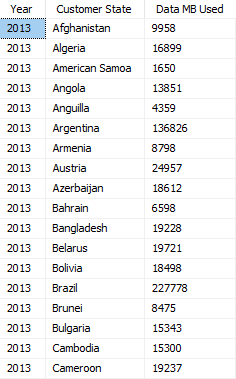 Year Customer State Data MB Used
2013 Afghanistan 9958
2013 Algeria 16899
2013 American Samoa 1650
2013 Angola 13851
2013 Anguilla 4359
2013 Argentina 136826
2013 Armenia 8798
2013 Austria 24957
2013 Azerbaijan 18612
2013 Bahrain 6598
2013 Bangladesh 19228
2013 Belarus 19721
2013 Bolivia 18498
2013 Brazil 227778
2013 Brunei 8475
2013 Bulgaria 15343
2013 Cambodia 15300
2013 Cameroon 19237